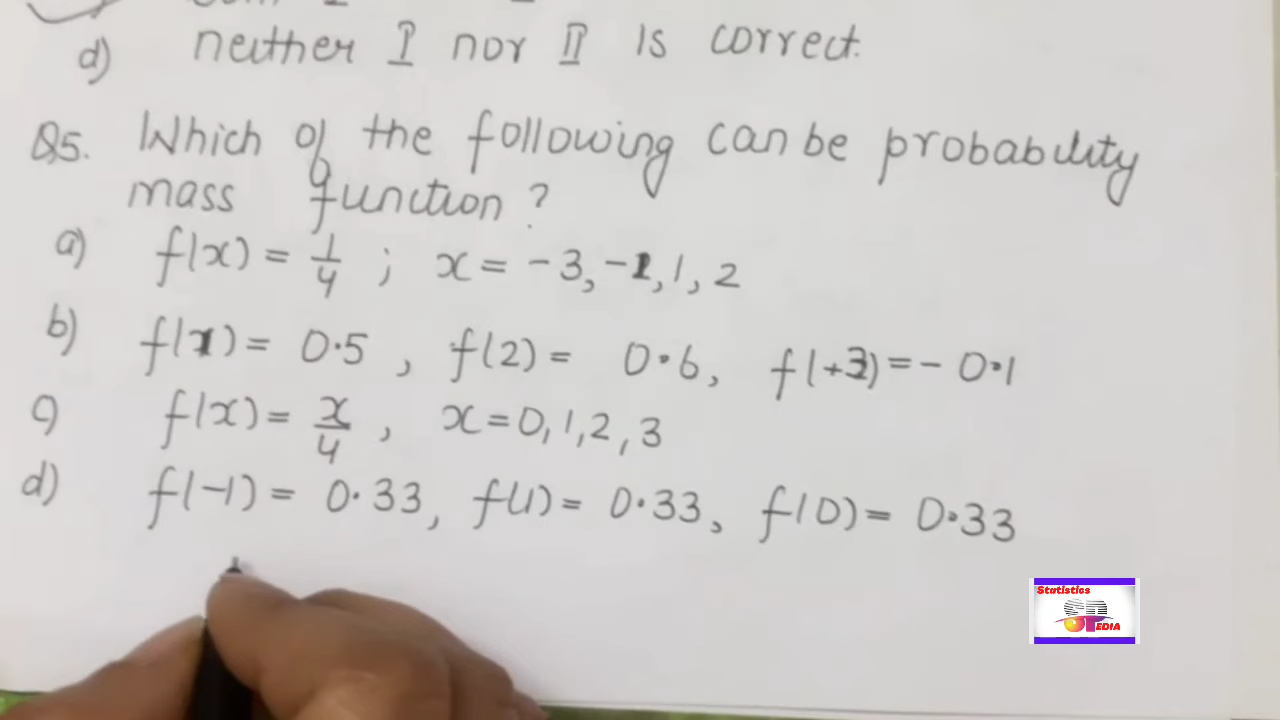 d) neither I nor II is correct.
Q5. Which of the following can be probability
mass function?
a) f(x) = 1/4 ; x = -3, -1, 1, 2
b) f(1) = 0.5 , f(2) = 0.6, f(+3) = - 0.1
c) f(x) = x/4 , x = 0, 1, 2, 3
d) f(-1) = 0.33, f(1) = 0.33, f(0) = 0.33
Statistics
EDIA